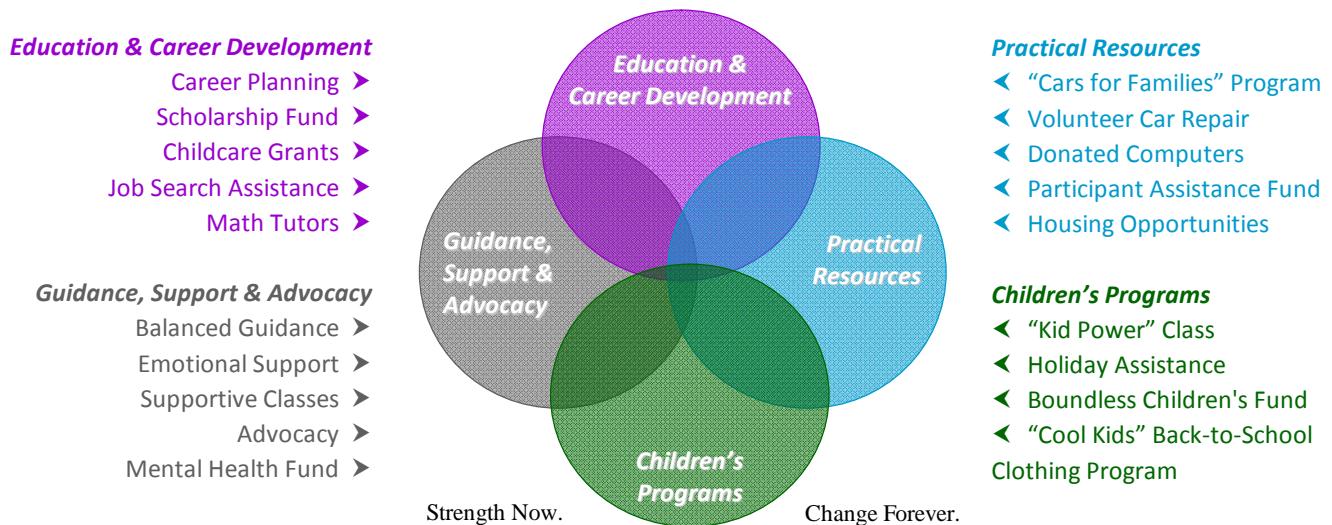 Education & Career Development
Career Planning ➤
Scholarship Fund ➤
Childcare Grants ➤
Job Search Assistance ➤
Math Tutors ➤
Guidance, Support & Advocacy
Balanced Guidance ➤
Emotional Support ➤
Supportive Classes ➤
Advocacy ➤
Mental Health Fund ➤
Education &
Career Development
Guidance,
Support &
Advocacy
Practical
Resources
Children’s
Programs
Strength Now.
Change Forever.
Practical Resources
⮜ “Cars for Families” Program
⮜ Volunteer Car Repair
⮜ Donated Computers
⮜ Participant Assistance Fund
⮜ Housing Opportunities
Children’s Programs
⮜ “Kid Power” Class
⮜ Holiday Assistance
⮜ Boundless Children's Fund
⮜ “Cool Kids” Back-to-School
Clothing Program